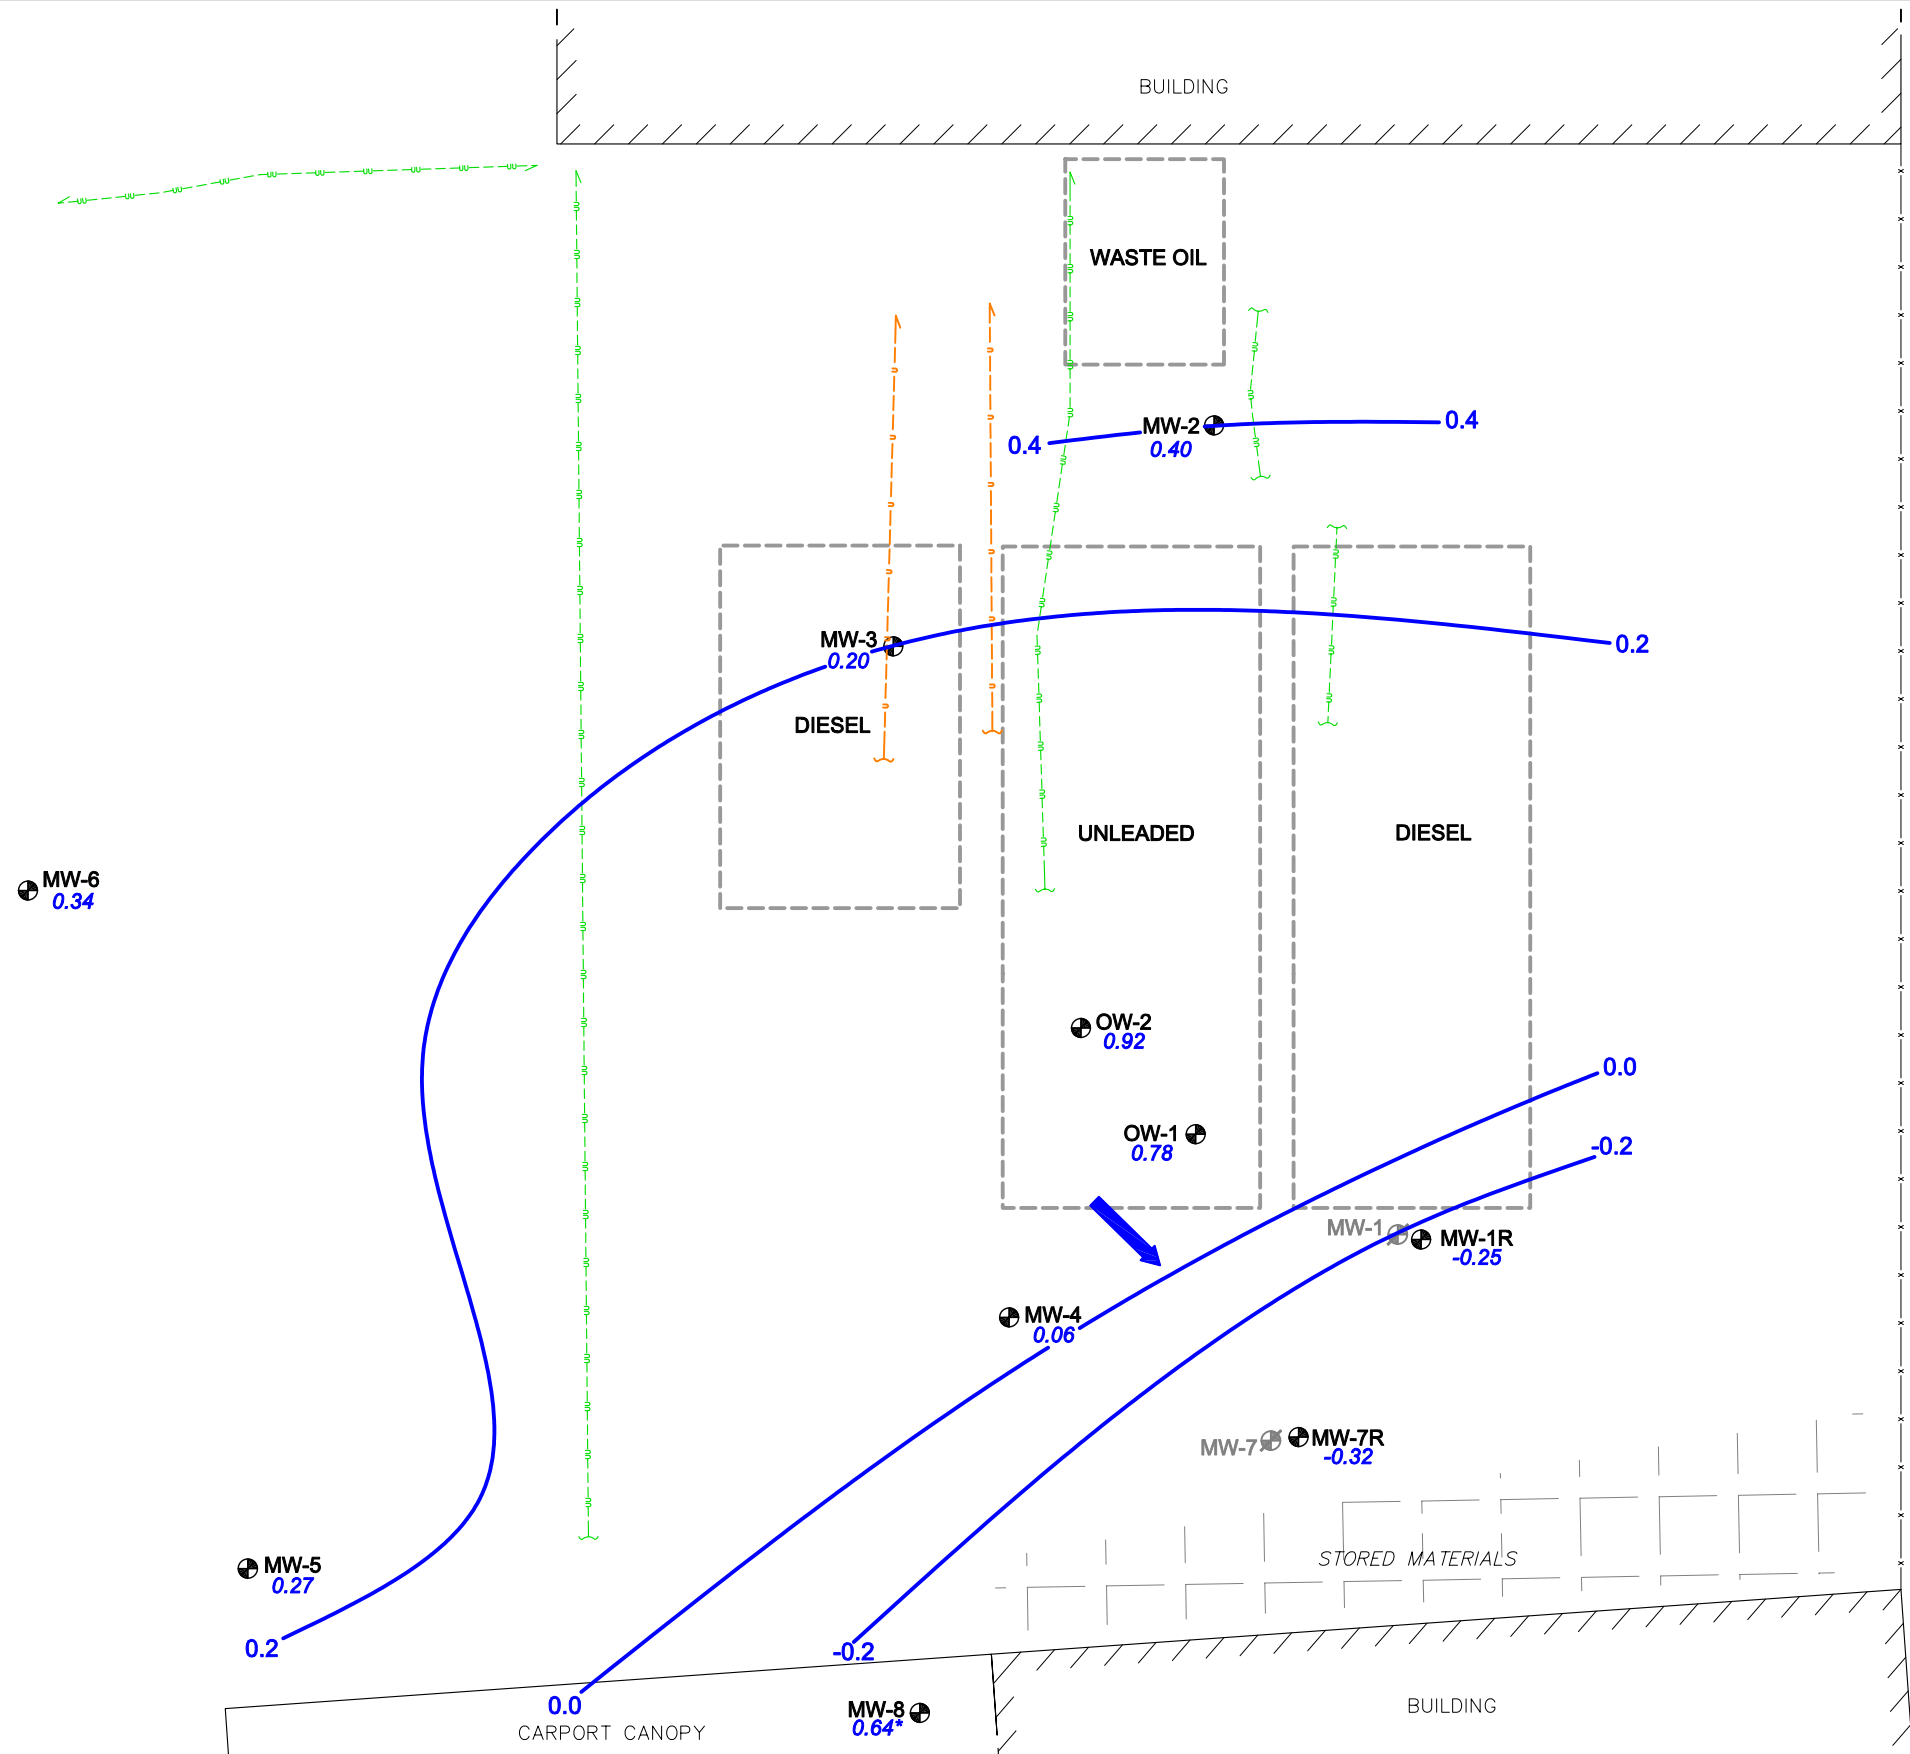 BUILDING
WASTE OIL
0.4
MW-2
0.40
0.4
MW-3
0.20
0.2
DIESEL
UNLEADED
DIESEL
MW-6
0.34
OW-2
0.92
0.0
OW-1
0.78
-0.2
MW-1
MW-1R
-0.25
MW-4
0.06
MW-7
MW-7R
-0.32
STORED MATERIALS
MW-5
0.27
0.2
-0.2
0.0
MW-8
0.64*
CARPORT CANOPY
BUILDING